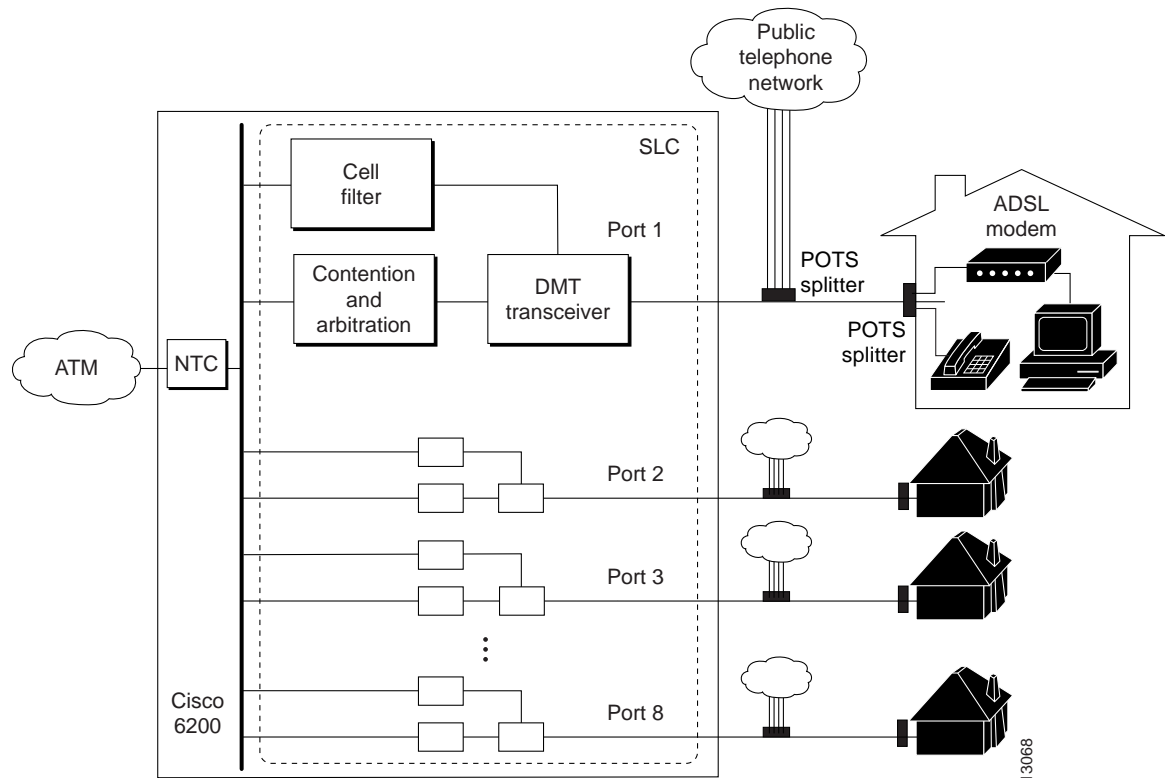 Public
telephone
network
SLC
Cell
filter
Port 1
ADSL
modem
Contention
and
arbitration
DMT
transceiver
POTS
splitter
POTS
splitter
ATM
NTC
Port 2
Port 3
Cisco
6200
Port 8
13068